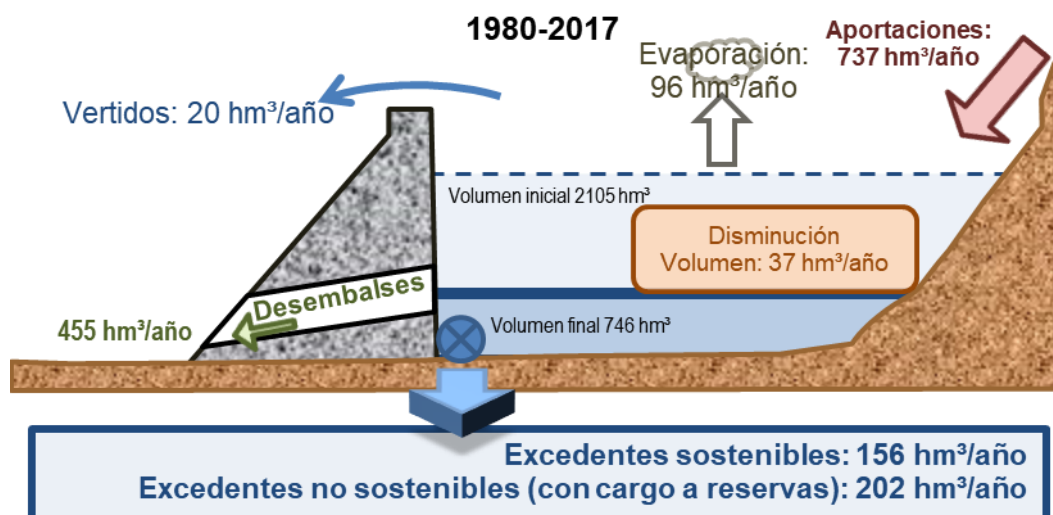 1980-2017
Aportaciones:
737 hm³/año
Evaporación:
96 hm³/año
Vertidos: 20 hm³/año
Volumen inicial 2105 hm³
Disminución
Volumen: 37 hm³/año
Desembalses
455 hm³/año
Volumen final 746 hm³
Excedentes sostenibles: 156 hm³/año
Excedentes no sostenibles (con cargo a reservas): 202 hm³/año